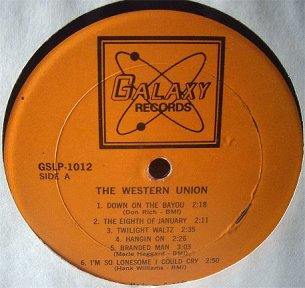 GALAXY
RECORDS
GSLP-1012
SIDE A
THE WESTERN UNION
1. DOWN ON THE BAYOU 2:18
(Don Rich - BMI)
2. THE EIGHTH OF JANUARY 2:11
3. TWILIGHT WALTZ 2:35
4. HANGIN ON 2:26
5. BRANDED MAN 3:03
(Merle Haggard - BMI)
6. I'M SO LONESOME I COULD CRY 2:50
(Hank Williams - BMI)